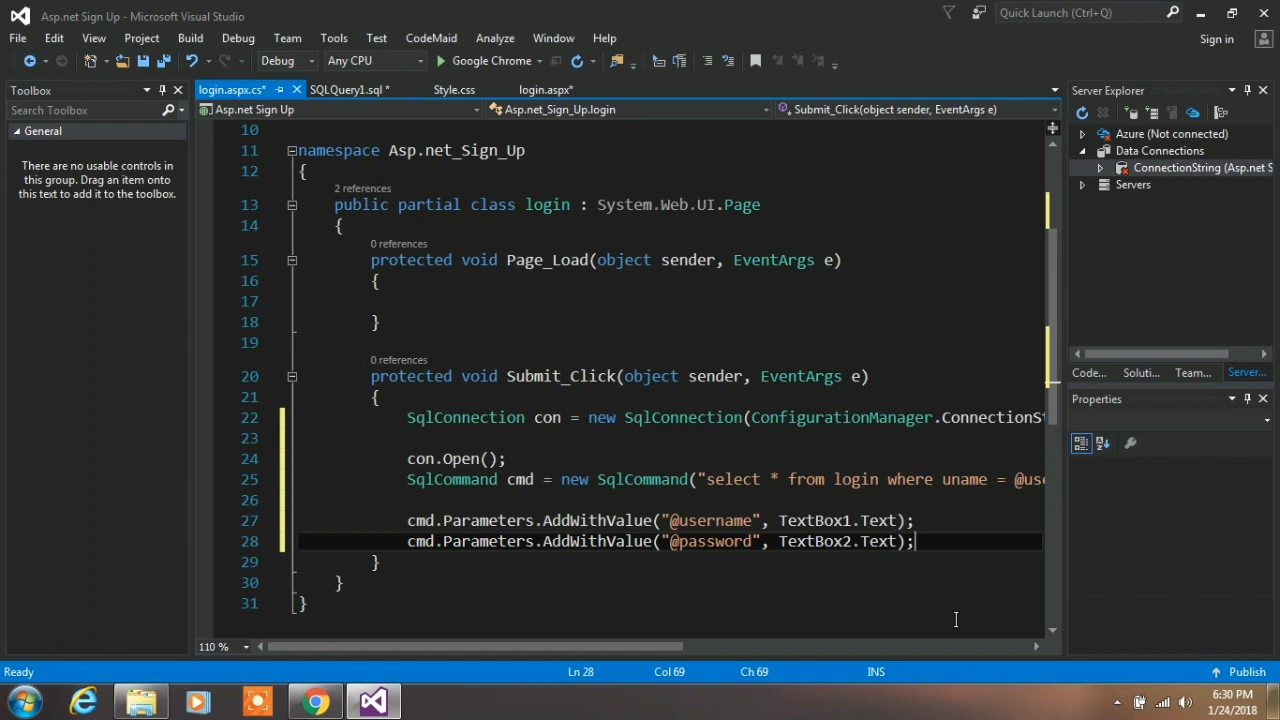 Asp.net Sign Up - Microsoft Visual Studio
Quick Launch (Ctrl+Q)
File Edit View Project Build Debug Team Tools Test CodeMaid Analyze Window Help
Sign in
Debug Any CPU Google Chrome
Toolbox
Search Toolbox
General
There are no usable controls in
this group. Drag an item onto
this text to add it to the toolbox.
login.aspx.cs* SQLQuery1.sql * Style.css login.aspx*
Asp.net Sign Up Asp.net_Sign_Up.login Submit_Click(object sender, EventArgs e)
10
11 namespace Asp.net_Sign_Up
12 {
2 references
13 public partial class login : System.Web.UI.Page
14 {
0 references
15 protected void Page_Load(object sender, EventArgs e)
16 {
17
18 }
19
0 references
20 protected void Submit_Click(object sender, EventArgs e)
21 {
22 SqlConnection con = new SqlConnection(ConfigurationManager.ConnectionSt
23
24 con.Open();
25 SqlCommand cmd = new SqlCommand("select * from login where uname = @use
26
27 cmd.Parameters.AddWithValue("@username", TextBox1.Text);
28 cmd.Parameters.AddWithValue("@password", TextBox2.Text);
29 }
30 }
31 }
110 %
Server Explorer
Azure (Not connected)
Data Connections
ConnectionString (Asp.net S
Servers
Code... Soluti... Team... Server...
Properties
Ready Ln 28 Col 69 Ch 69 INS Publish
6:30 PM
1/24/2018